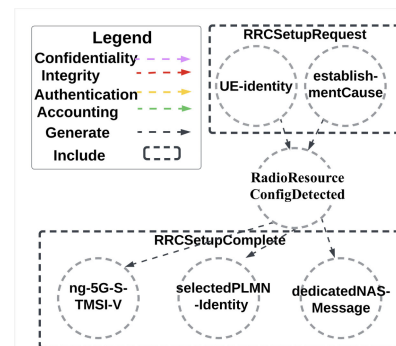 Legend
Confidentiality
Integrity
Authentication
Accounting
Generate
Include
RRCSetupRequest
UE-identity
establish-
mentCause
RadioResource
ConfigDetected
RRCSetupComplete
ng-5G-S-
TMSI-V
selectedPLMN
-Identity
dedicatedNAS-
Message